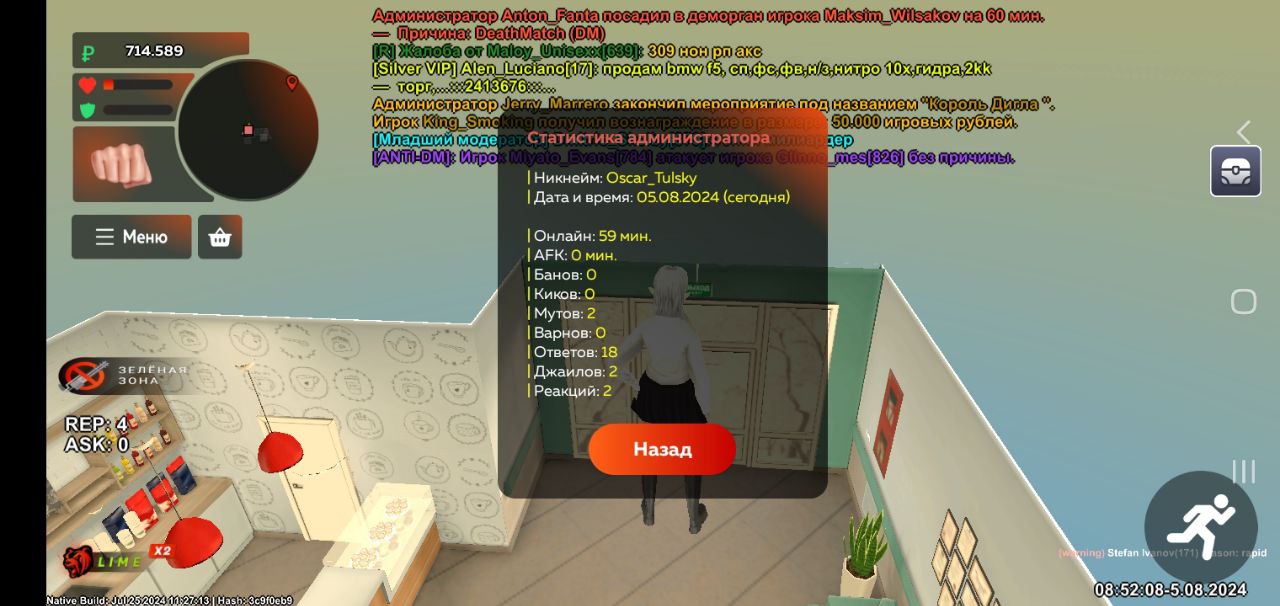 Администратор Anton_Fanta посадил в деморган игрока Maksim_Wilsakov на 60 мин.
— Причина: DeathMatch (DM)
[R] Жалоба от Maloy_Unisexx[639]: 309 нон рп акс
[Silver VIP] Alen_Luciano[17]: продам bmw f5, сп,фс,фв,н/з,нитро 10х,гидра,2kk
— торг,...:::2413676:::...
Администратор Jerry_Marrero закончил мероприятие под названием "Король Дигла ".
Игрок King_Smoking получил вознаграждение в размере 50.000 игровых рублей.
[Младший модератор]
[ANTI-DM]: Игрок Miyato_Evans[784] атакует игрока без причины.
714.589
Меню
Статистика администратора
Никнейм: Oscar_Tulsky
Дата и время: 05.08.2024 (сегодня)
Онлайн: 59 мин.
AFK: 0 мин.
Банов: 0
Киков: 0
Мутов: 2
Варнов: 0
Ответов: 18
Джаилов: 2
Реакций: 2
Назад
ВЫХОД
ЗЕЛЁНАЯ
ЗОНА
REP: 4
ASK: 0
LIME X2
[warning] Stefan Ivanov(171) rapid
08:52:08-5.08.2024
Native Build: Jul 25 2024 11:27:13 | Hash: 3c9f0eb9